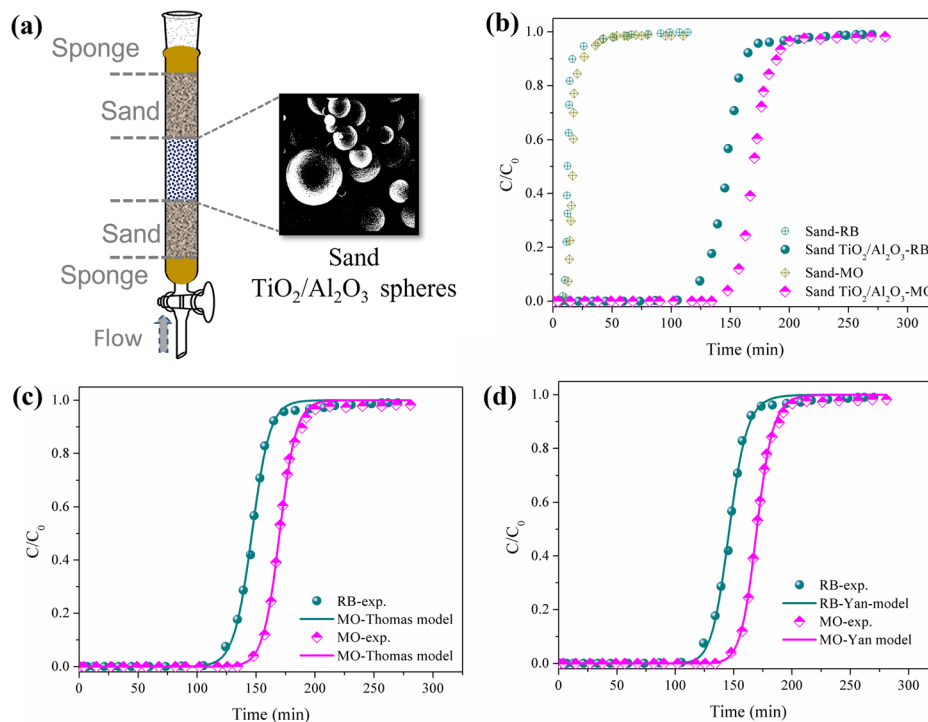 (a)
Sponge
Sand
Sand
Sponge
Flow
Sand
TiO₂/Al₂O₃ spheres
(b)
C/C₀
1.0
0.8
0.6
0.4
0.2
0.0
Sand-RB
Sand TiO₂/Al₂O₃-RB
Sand-MO
Sand TiO₂/Al₂O₃-MO
0 50 100 150 200 250 300
Time (min)
(c)
C/C₀
1.0
0.8
0.6
0.4
0.2
0.0
RB-exp.
MO-Thomas model
MO-exp.
MO-Thomas model
0 50 100 150 200 250 300
Time (min)
(d)
C/C₀
1.0
0.8
0.6
0.4
0.2
0.0
RB-exp.
RB-Yan-model
MO-exp.
MO-Yan model
0 50 100 150 200 250 300
Time (min)